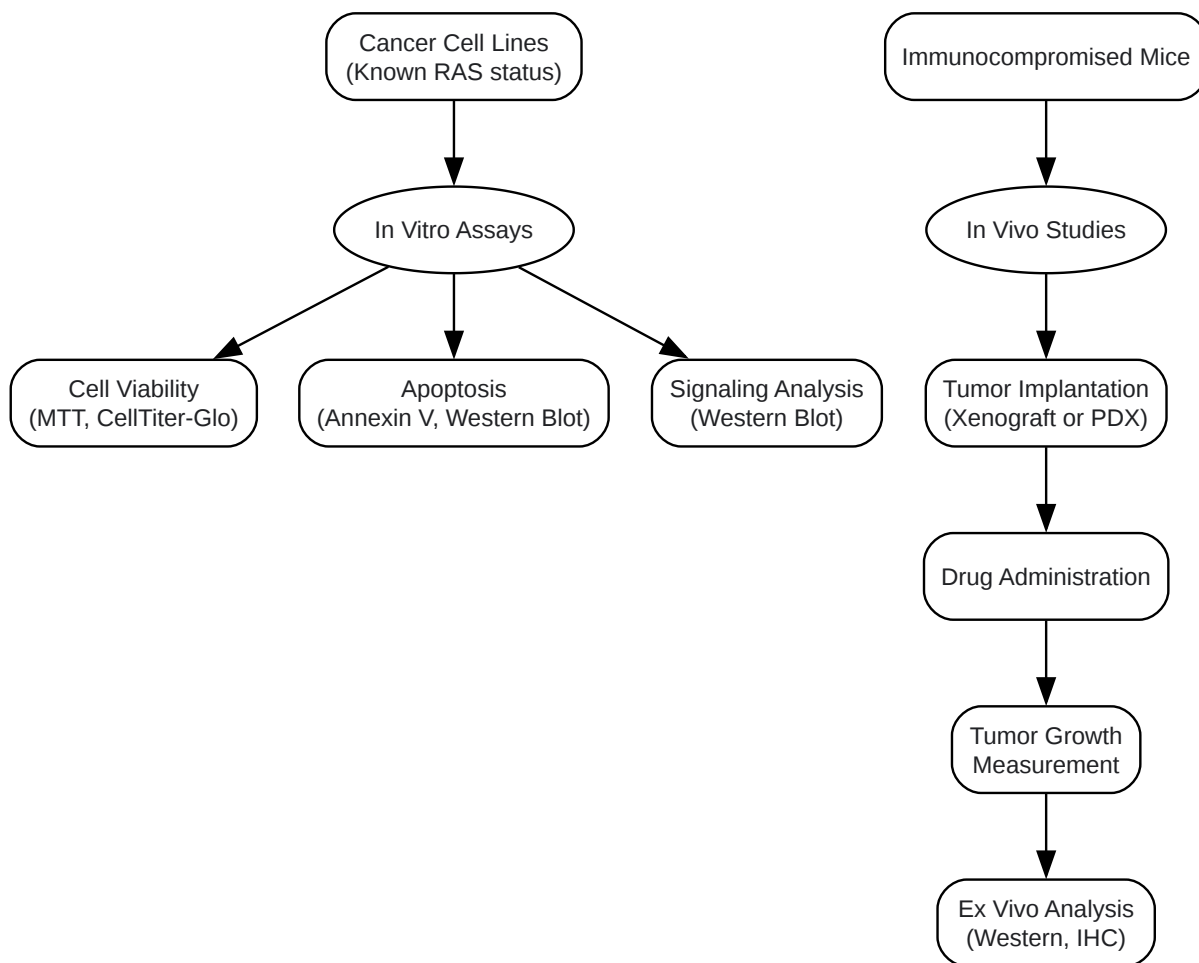 Cancer Cell Lines
(Known RAS status)
Immunocompromised Mice
In Vitro Assays
In Vivo Studies
Cell Viability
(MTT, CellTiter-Glo)
Apoptosis
(Annexin V, Western Blot)
Signaling Analysis
(Western Blot)
Tumor Implantation
(Xenograft or PDX)
Drug Administration
Tumor Growth
Measurement
Ex Vivo Analysis
(Western, IHC)